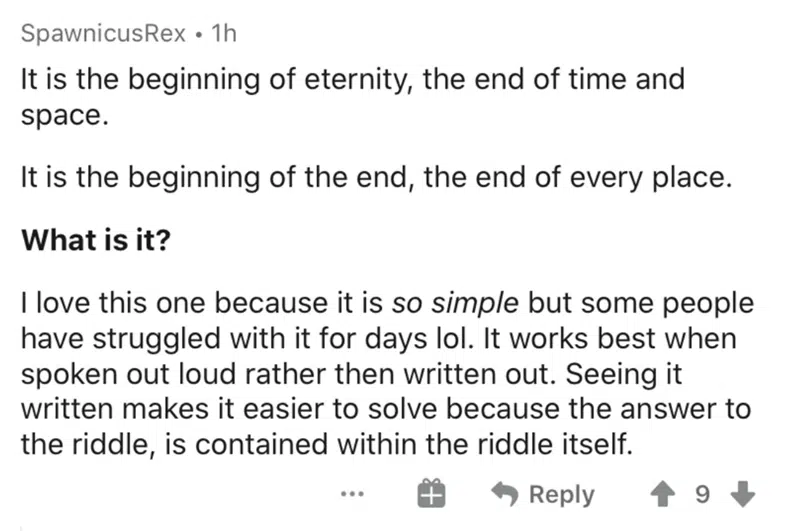 SpawnicusRex • 1h
It is the beginning of eternity, the end of time and
space.
It is the beginning of the end, the end of every place.
What is it?
I love this one because it is so simple but some people
have struggled with it for days lol. It works best when
spoken out loud rather then written out. Seeing it
written makes it easier to solve because the answer to
the riddle, is contained within the riddle itself.
... Reply 9